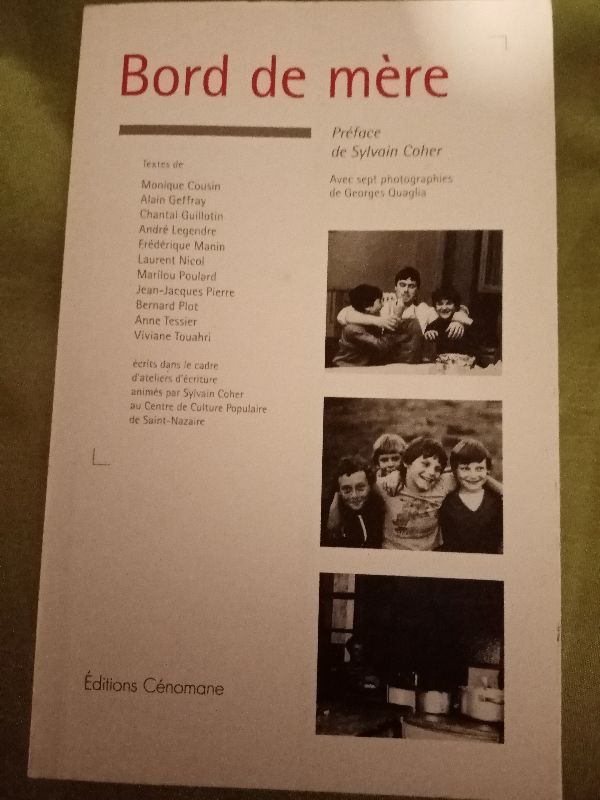 Bord de mère
Préface
de Sylvain Coher
Avec sept photographies
de Georges Quaglia
Textes de
Monique Cousin
Alain Geffray
Chantal Guillotin
André Legendre
Frédérique Manin
Laurent Nicol
Marilou Poulard
Jean-Jacques Pierre
Bernard Plot
Anne Tessier
Viviane Touahri
écrits dans le cadre
d'ateliers d'écriture
animés par Sylvain Coher
au Centre de Culture Populaire
de Saint-Nazaire
Éditions Cénomane